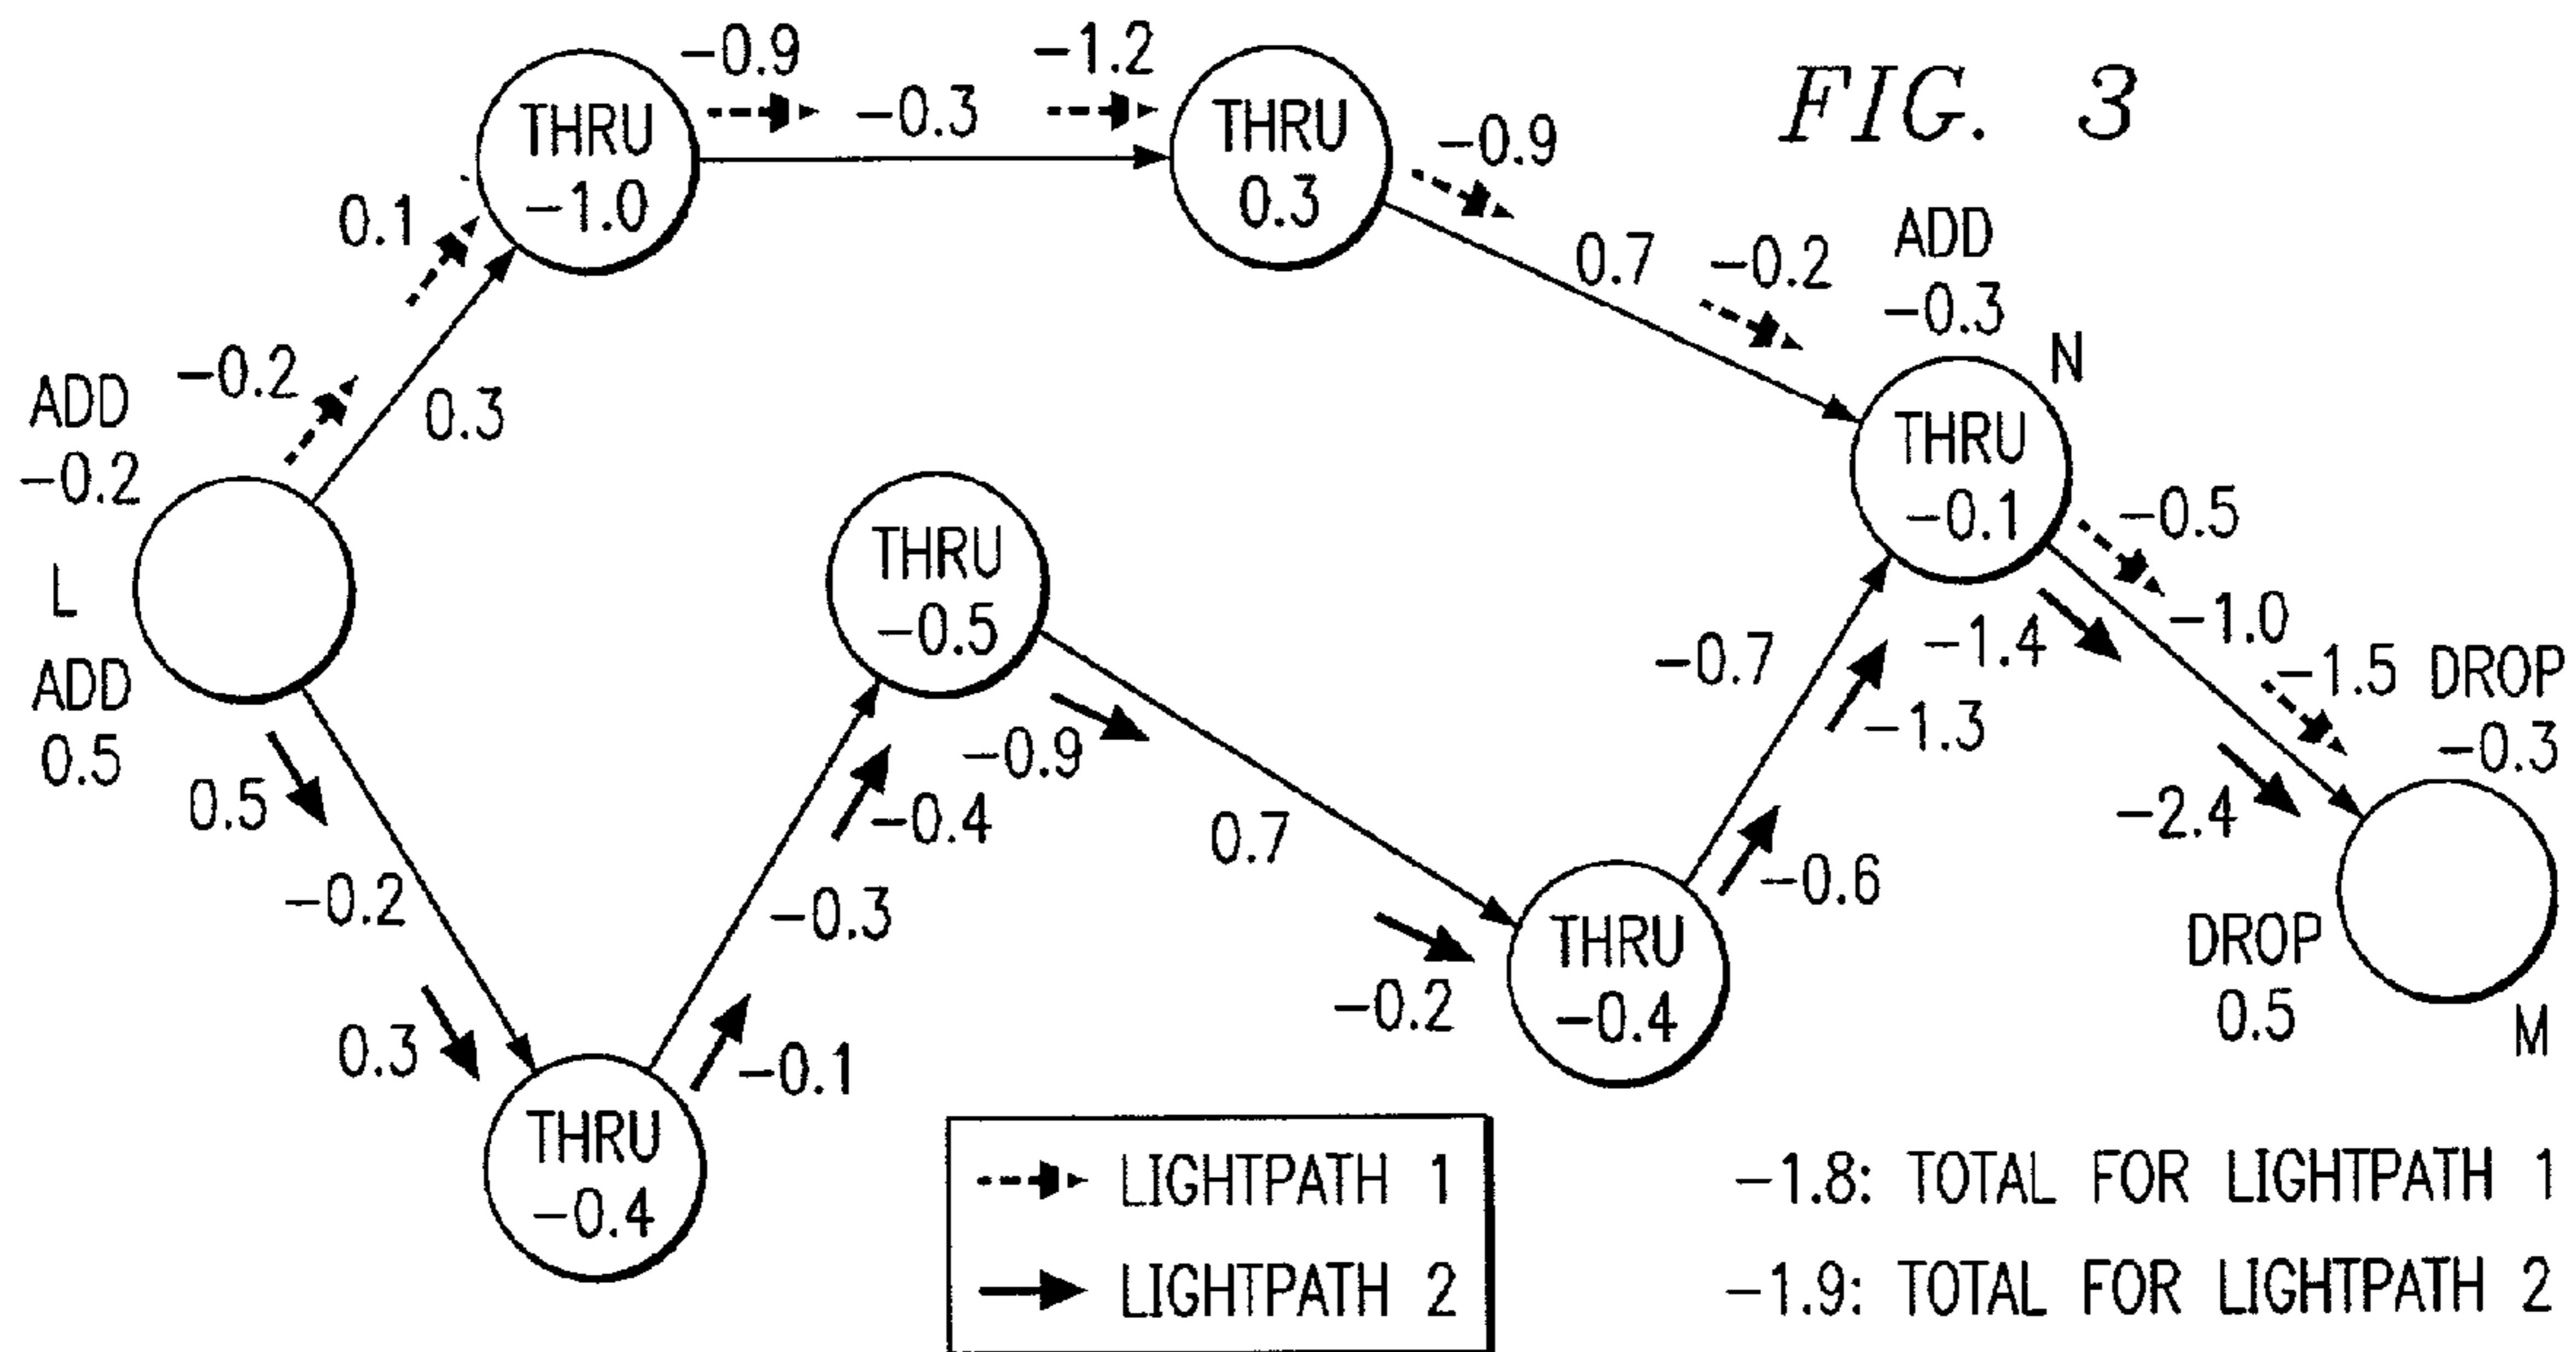 FIG. 3
-0.9
-1.2
-0.3
THRU
-1.0
THRU
0.3
-0.9
0.1
0.7
-0.2
ADD
-0.3
N
ADD
-0.2
-0.2
0.3
THRU
-0.1
-0.5
L
THRU
-0.5
-0.7
-1.4
-1.0
-1.5
DROP
-0.3
ADD
0.5
0.5
-0.9
-1.3
-0.4
0.7
-2.4
-0.2
-0.3
-0.6
0.3
-0.1
-0.2
THRU
-0.4
DROP
0.5
M
THRU
-0.4
LIGHTPATH 1
LIGHTPATH 2
-1.8: TOTAL FOR LIGHTPATH 1
-1.9: TOTAL FOR LIGHTPATH 2